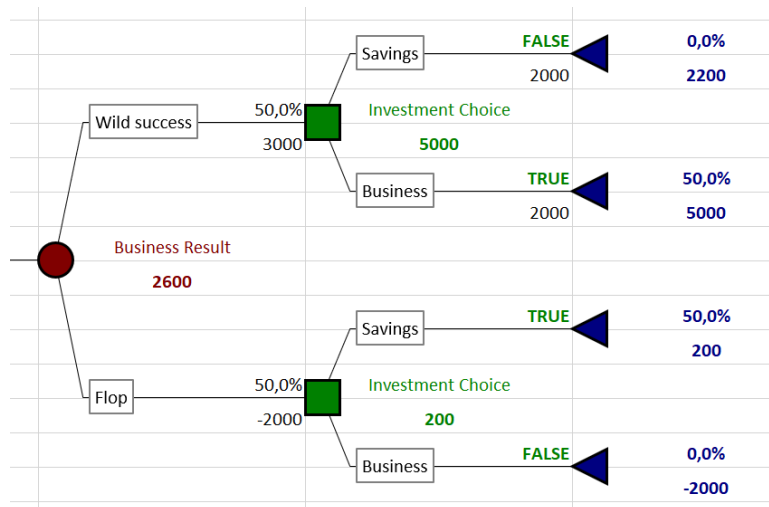 FALSE 0,0%
Savings
2000 2200
50,0% Investment Choice
Wild success
3000 5000
TRUE 50,0%
Business
2000 5000
Business Result
2600
TRUE 50,0%
Savings
200
50,0% Investment Choice
Flop
-2000 200
FALSE 0,0%
Business
-2000